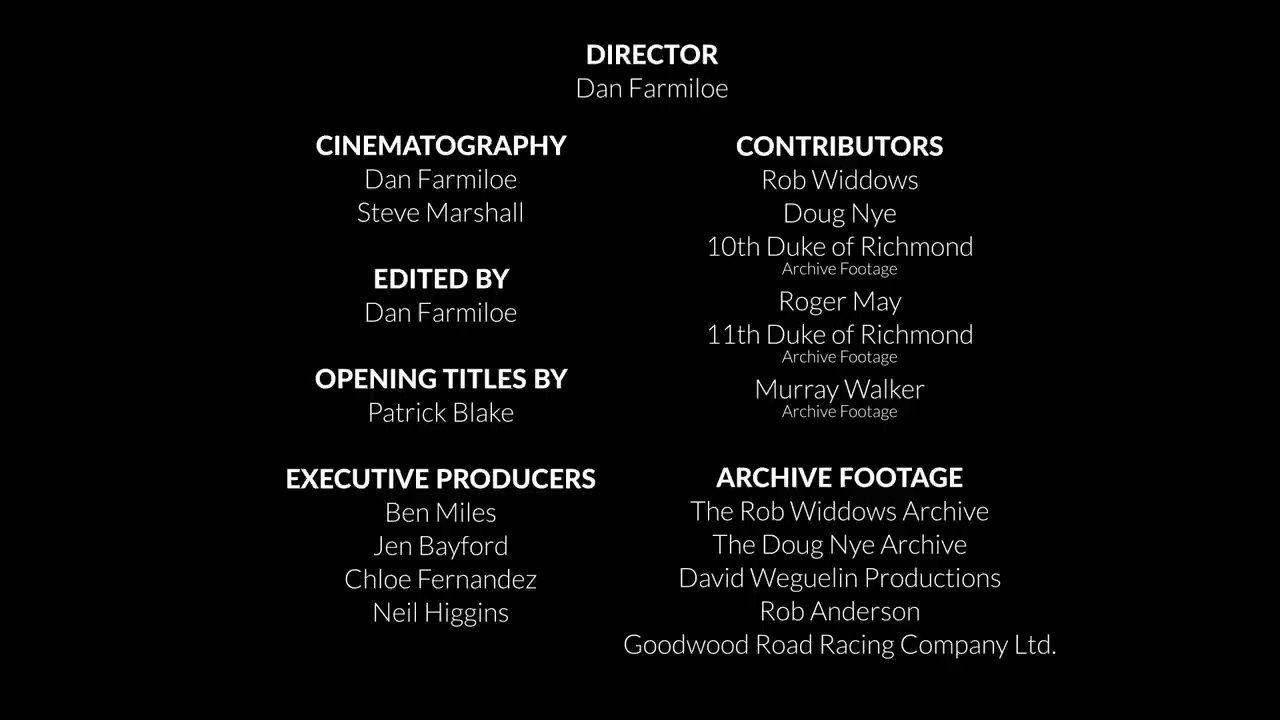 DIRECTOR
Dan Farmiloe
CINEMATOGRAPHY
Dan Farmiloe
Steve Marshall
EDITED BY
Dan Farmiloe
OPENING TITLES BY
Patrick Blake
EXECUTIVE PRODUCERS
Ben Miles
Jen Bayford
Chloe Fernandez
Neil Higgins
CONTRIBUTORS
Rob Widdows
Doug Nye
10th Duke of Richmond
Archive Footage
Roger May
11th Duke of Richmond
Archive Footage
Murray Walker
Archive Footage
ARCHIVE FOOTAGE
The Rob Widdows Archive
The Doug Nye Archive
David Weguelin Productions
Rob Anderson
Goodwood Road Racing Company Ltd.